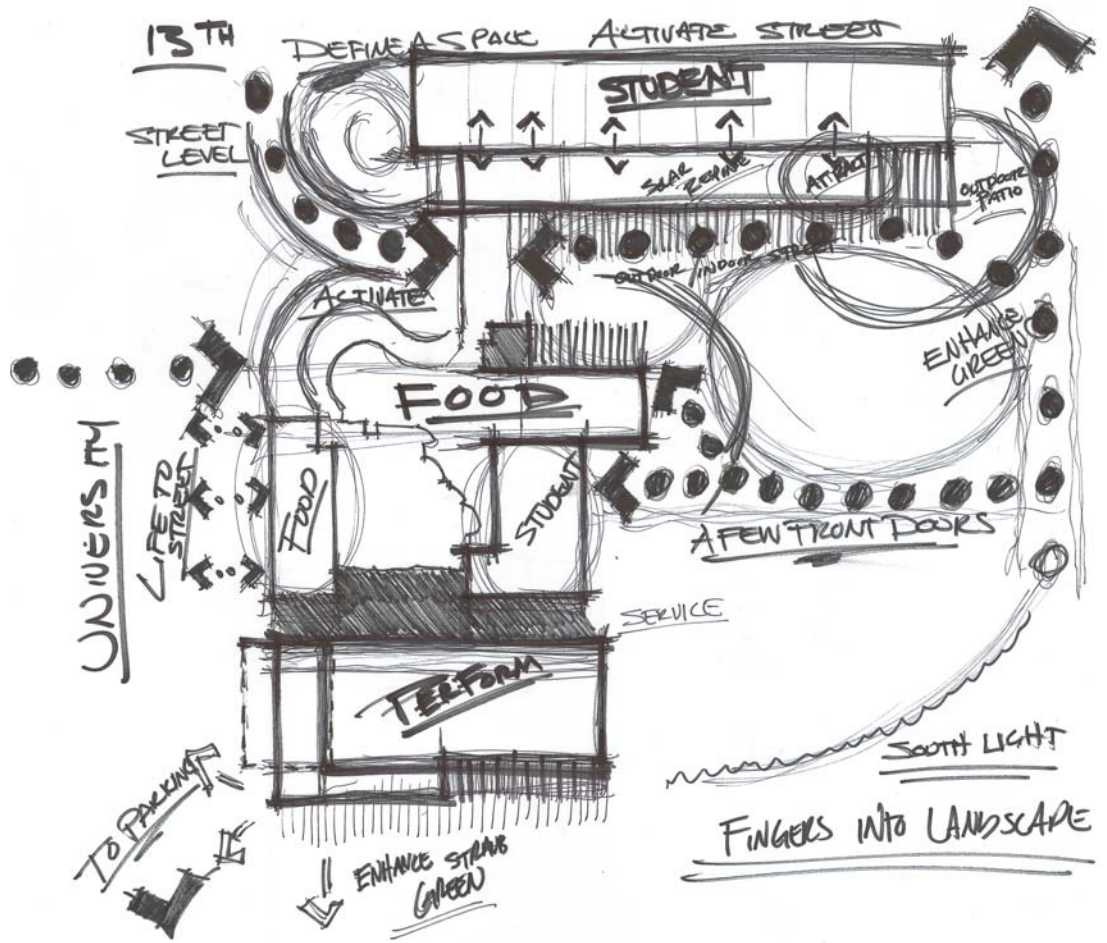 13TH
DEFINE A SPACE
ACTIVATE STREET
STUDENT
STREET
LEVEL
SOLAR
REGIME
ATTRACT
OUTDOOR
PATIO
OUTDOOR / INDOOR STREET
ACTIVATE
ENHANCE
GREEN
FOOD
UNIVERSITY
LIFE TO
STREET
FOOD
STUDENT
A FEW FRONT DOORS
SERVICE
PERFORM
SOUTH LIGHT
TO PARKING
FINGERS INTO LANDSCAPE
ENHANCE STRAUB
GREEN